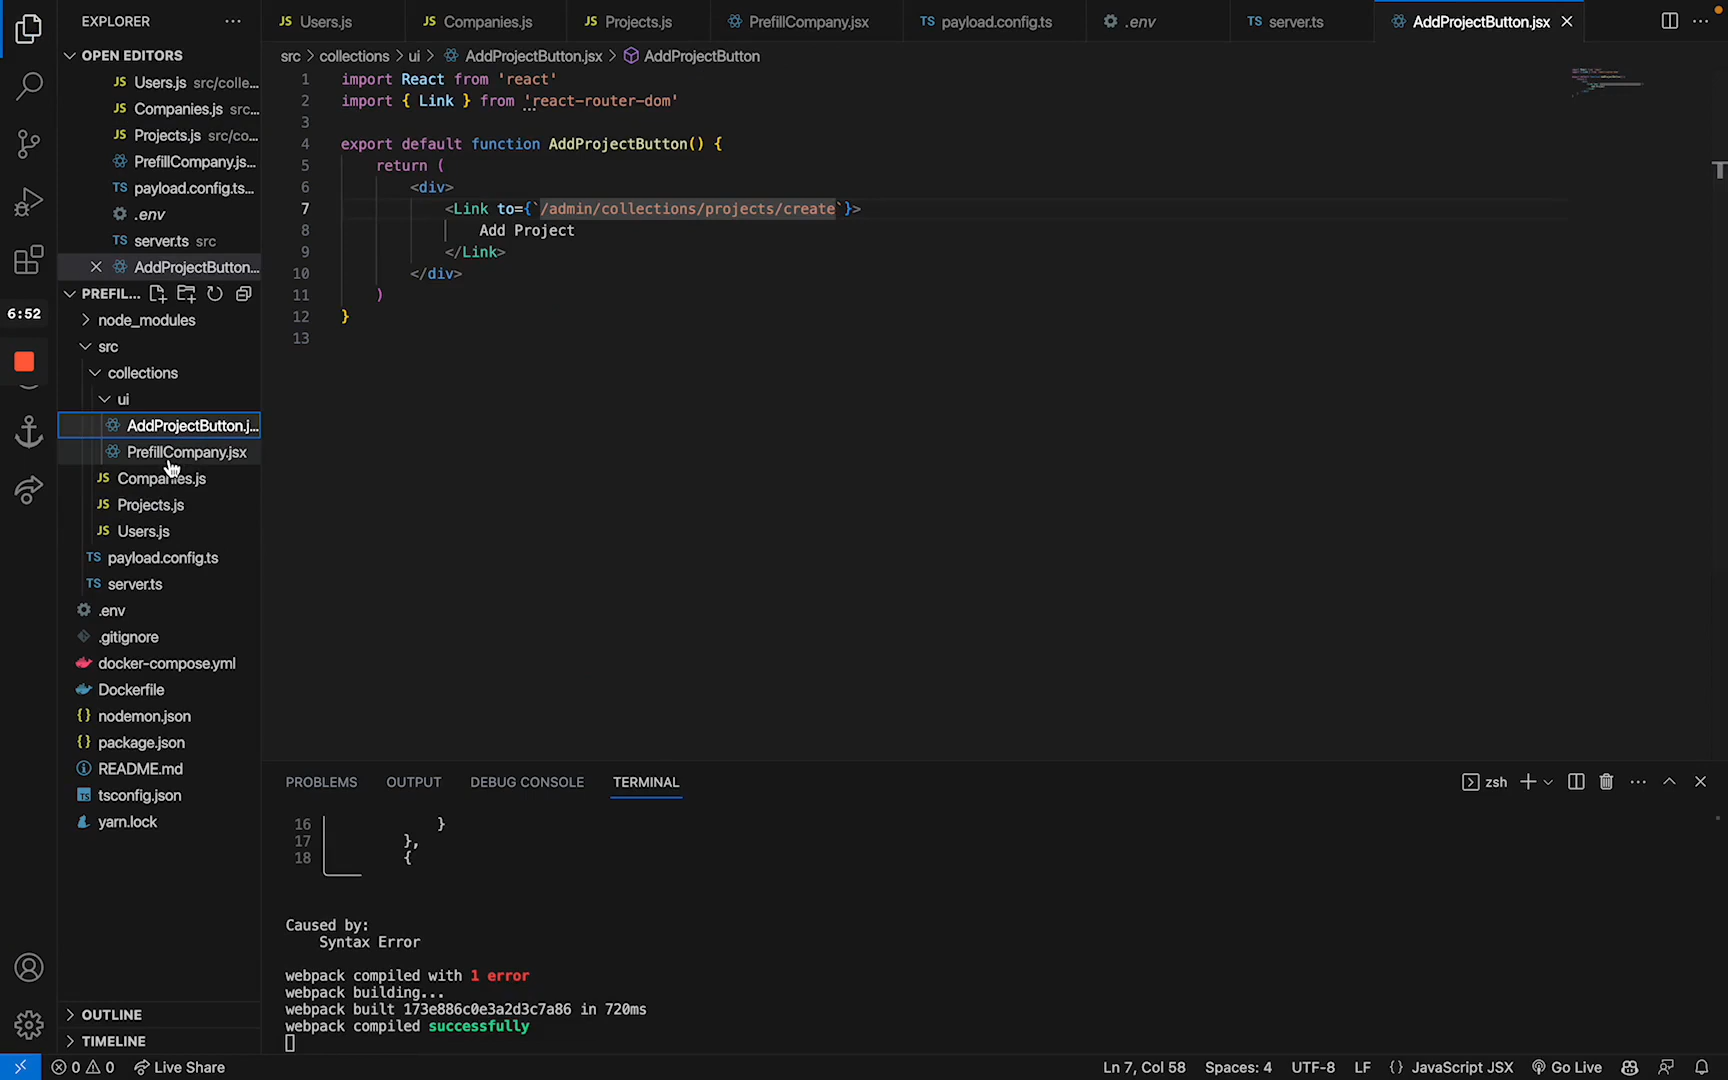 EXPLORER
Users.js
Companies.js
Projects.js
PrefillCompany.jsx
payload.config.ts
.env
server.ts
AddProjectButton.jsx
OPEN EDITORS
Users.js src/colle...
Companies.js src...
Projects.js src/co...
PrefillCompany.js...
payload.config.ts...
.env
server.ts src
AddProjectButton...
PREFIL...
6:52
node_modules
src
collections
ui
AddProjectButton.j...
PrefillCompany.jsx
Companies.js
Projects.js
Users.js
payload.config.ts
server.ts
.env
.gitignore
docker-compose.yml
Dockerfile
nodemon.json
package.json
README.md
tsconfig.json
yarn.lock
OUTLINE
TIMELINE
src > collections > ui > AddProjectButton.jsx > AddProjectButton
1 import React from 'react'
2 import { Link } from 'react-router-dom'
3
4 export default function AddProjectButton() {
5 return (
6 <div>
7 <Link to={`/admin/collections/projects/create`}>
8 Add Project
9 </Link>
10 </div>
11 )
12 }
13
PROBLEMS OUTPUT DEBUG CONSOLE TERMINAL
zsh
16 }
17 },
18 {
Caused by:
Syntax Error
webpack compiled with 1 error
webpack building...
webpack built 173e886c0e3a2d3c7a86 in 720ms
webpack compiled successfully
0 0 Live Share
Ln 7, Col 58 Spaces: 4 UTF-8 LF {} JavaScript JSX Go Live